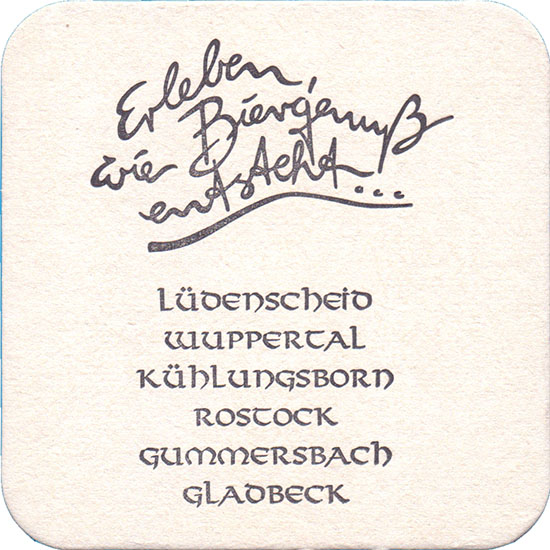 Erleben,
wie Biergenuß
entsteht...
LÜDENSCHEID
WUPPERTAL
KÜHLUNGSBORN
ROSTOCK
GUMMERSBACH
GLADBECK